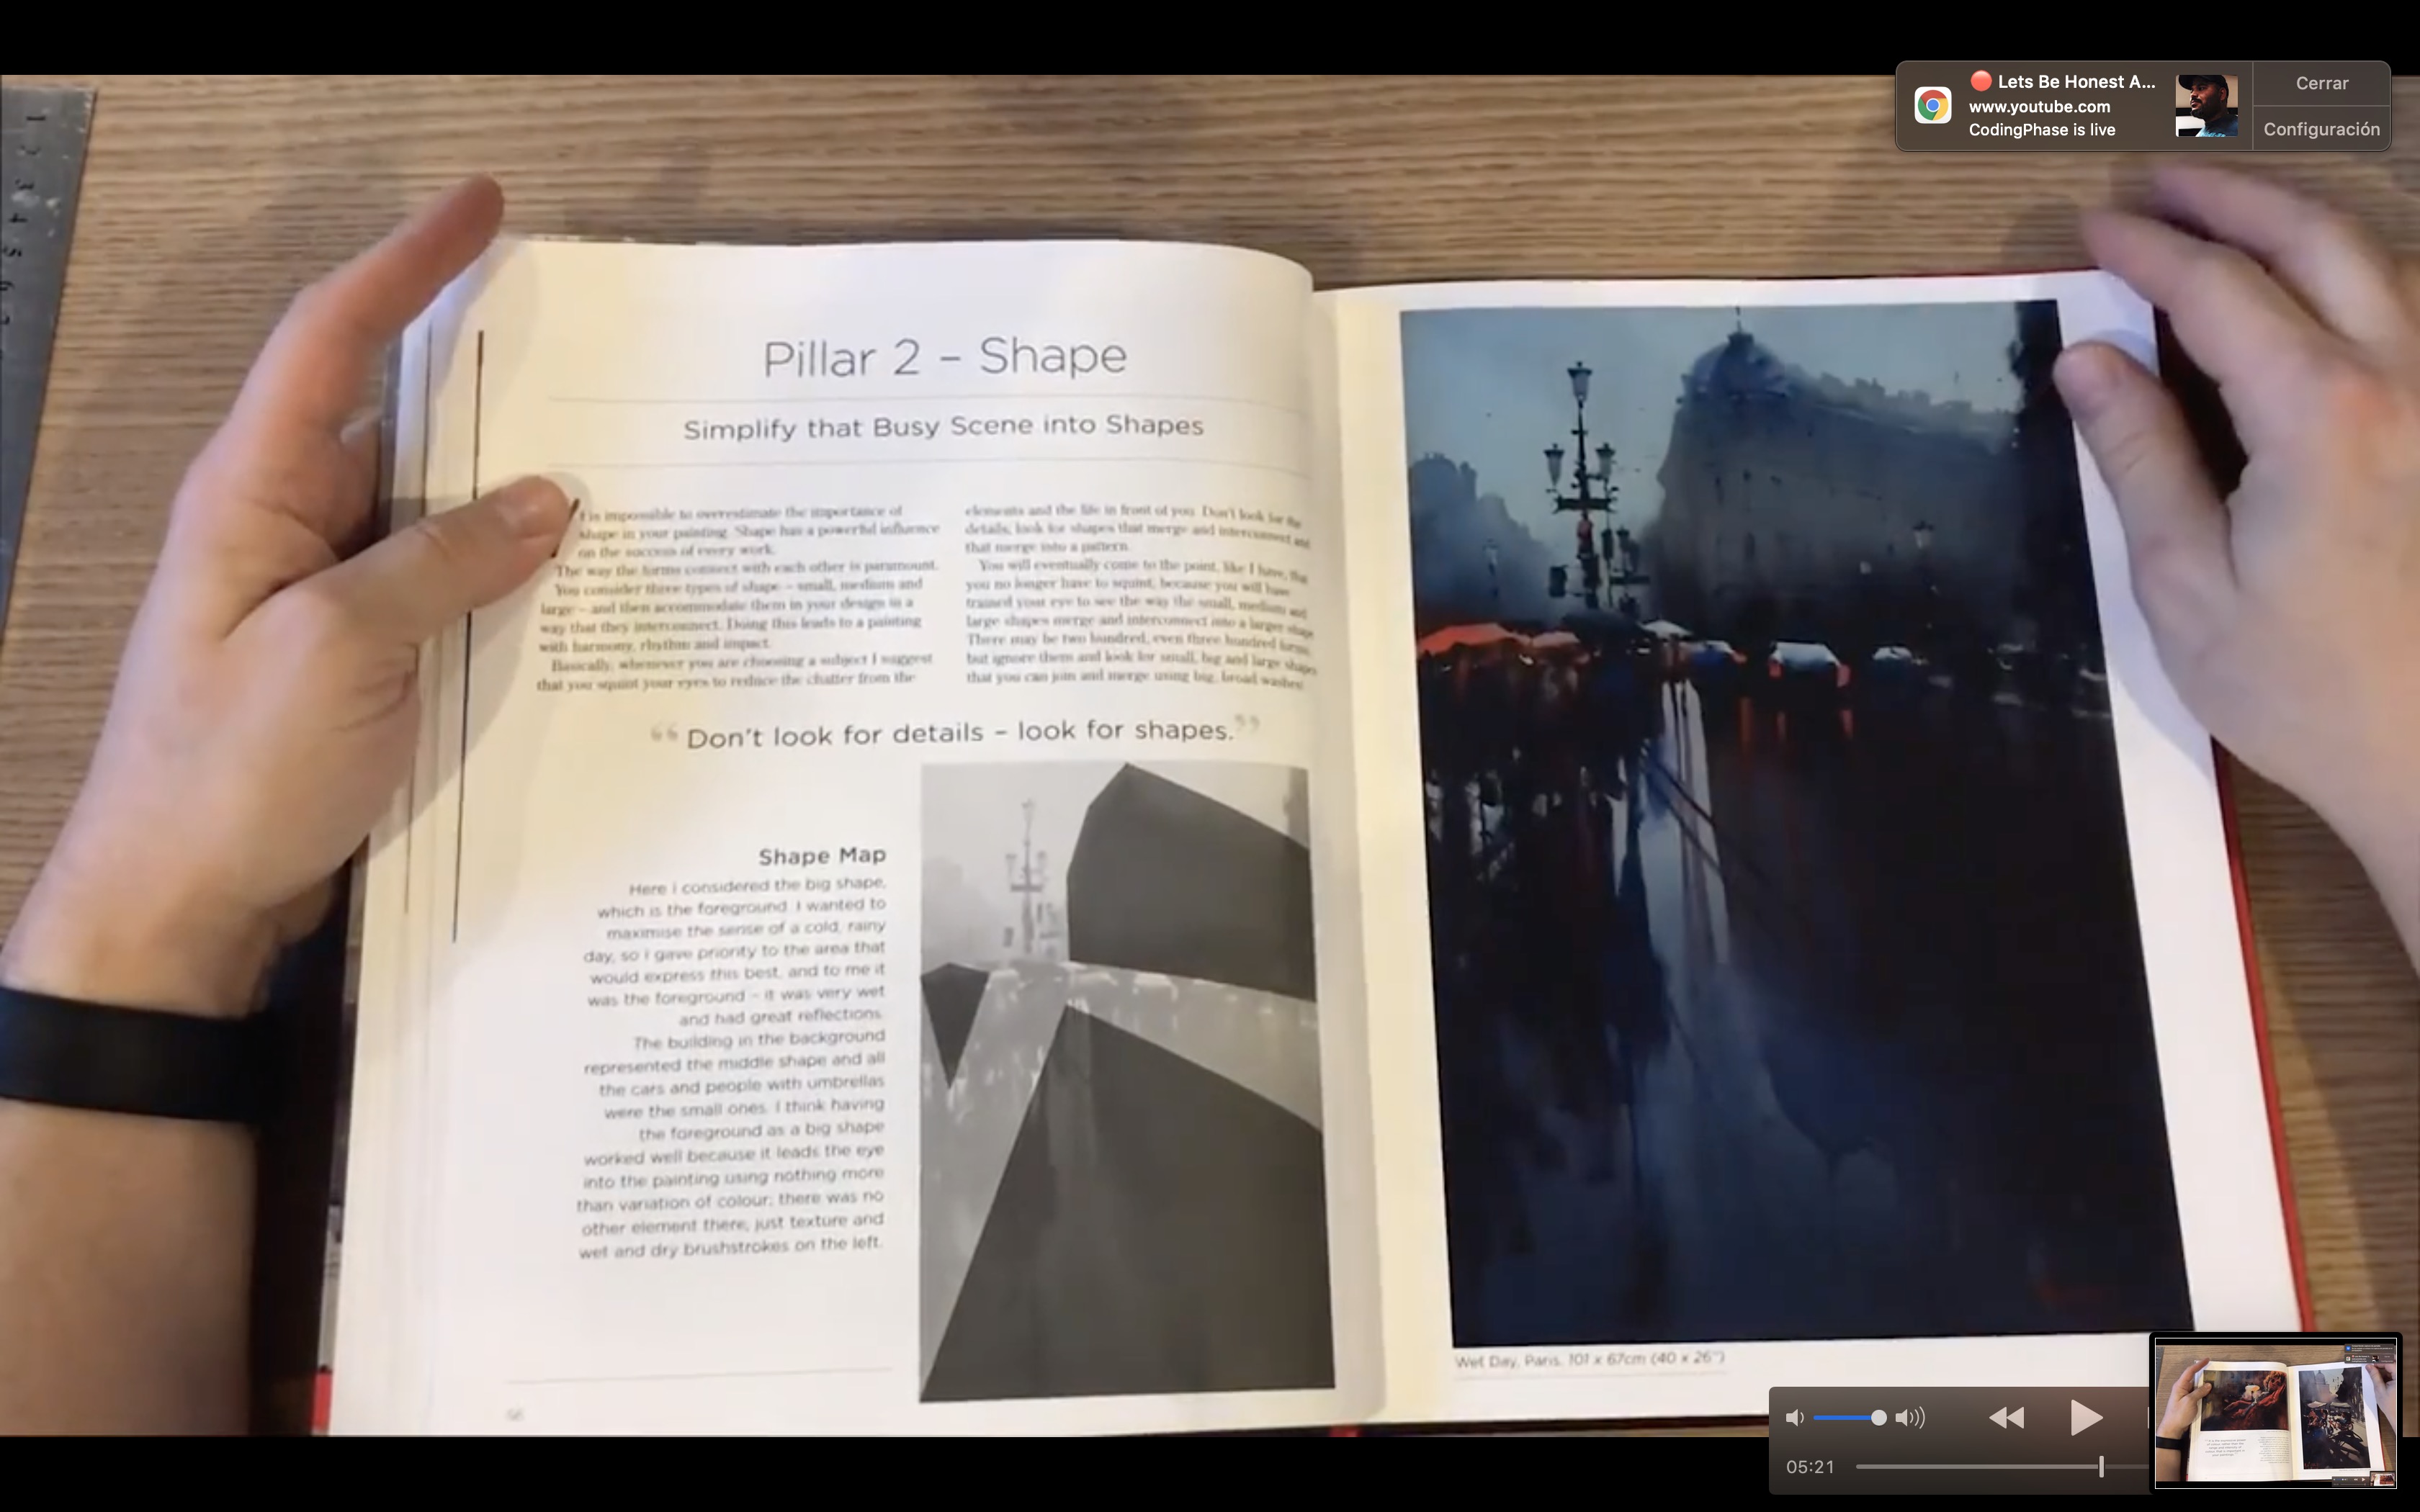 Lets Be Honest A...
www.youtube.com
CodingPhase is live
Cerrar
Configuración
Pillar 2 – Shape
Simplify that Busy Scene into Shapes
t is impossible to overestimate the importance of
shape in your painting. Shape has a powerful influence
on the success of every work.
The way the forms connect with each other is paramount.
You consider three types of shape – small, medium and
large – and then accommodate them in your design in a
way that they interconnect. Doing this leads to a painting
with harmony, rhythm and impact.
Basically, whenever you are choosing a subject I suggest
that you squint your eyes to reduce the chatter from the
elements and the life in front of you. Don't look for the
details, look for shapes that merge and interconnect and
that merge into a pattern.
You will eventually come to the point, like I have, that
you no longer have to squint, because you will have
trained your eye to see the way the small, medium and
large shapes merge and interconnect into a larger shape.
There may be two hundred, even three hundred forms,
but ignore them and look for small, big and large shapes
that you can join and merge using big, broad washes.
“Don't look for details – look for shapes.”
Shape Map
Here I considered the big shape,
which is the foreground. I wanted to
maximise the sense of a cold, rainy
day, so I gave priority to the area that
would express this best, and to me it
was the foreground – it was very wet
and had great reflections.
The building in the background
represented the middle shape and all
the cars and people with umbrellas
were the small ones. I think having
the foreground as a big shape
worked well because it leads the eye
into the painting using nothing more
than variation of colour; there was no
other element there, just texture and
wet and dry brushstrokes on the left.
Wet Day, Paris, 101 x 67cm (40 x 26")
05:21